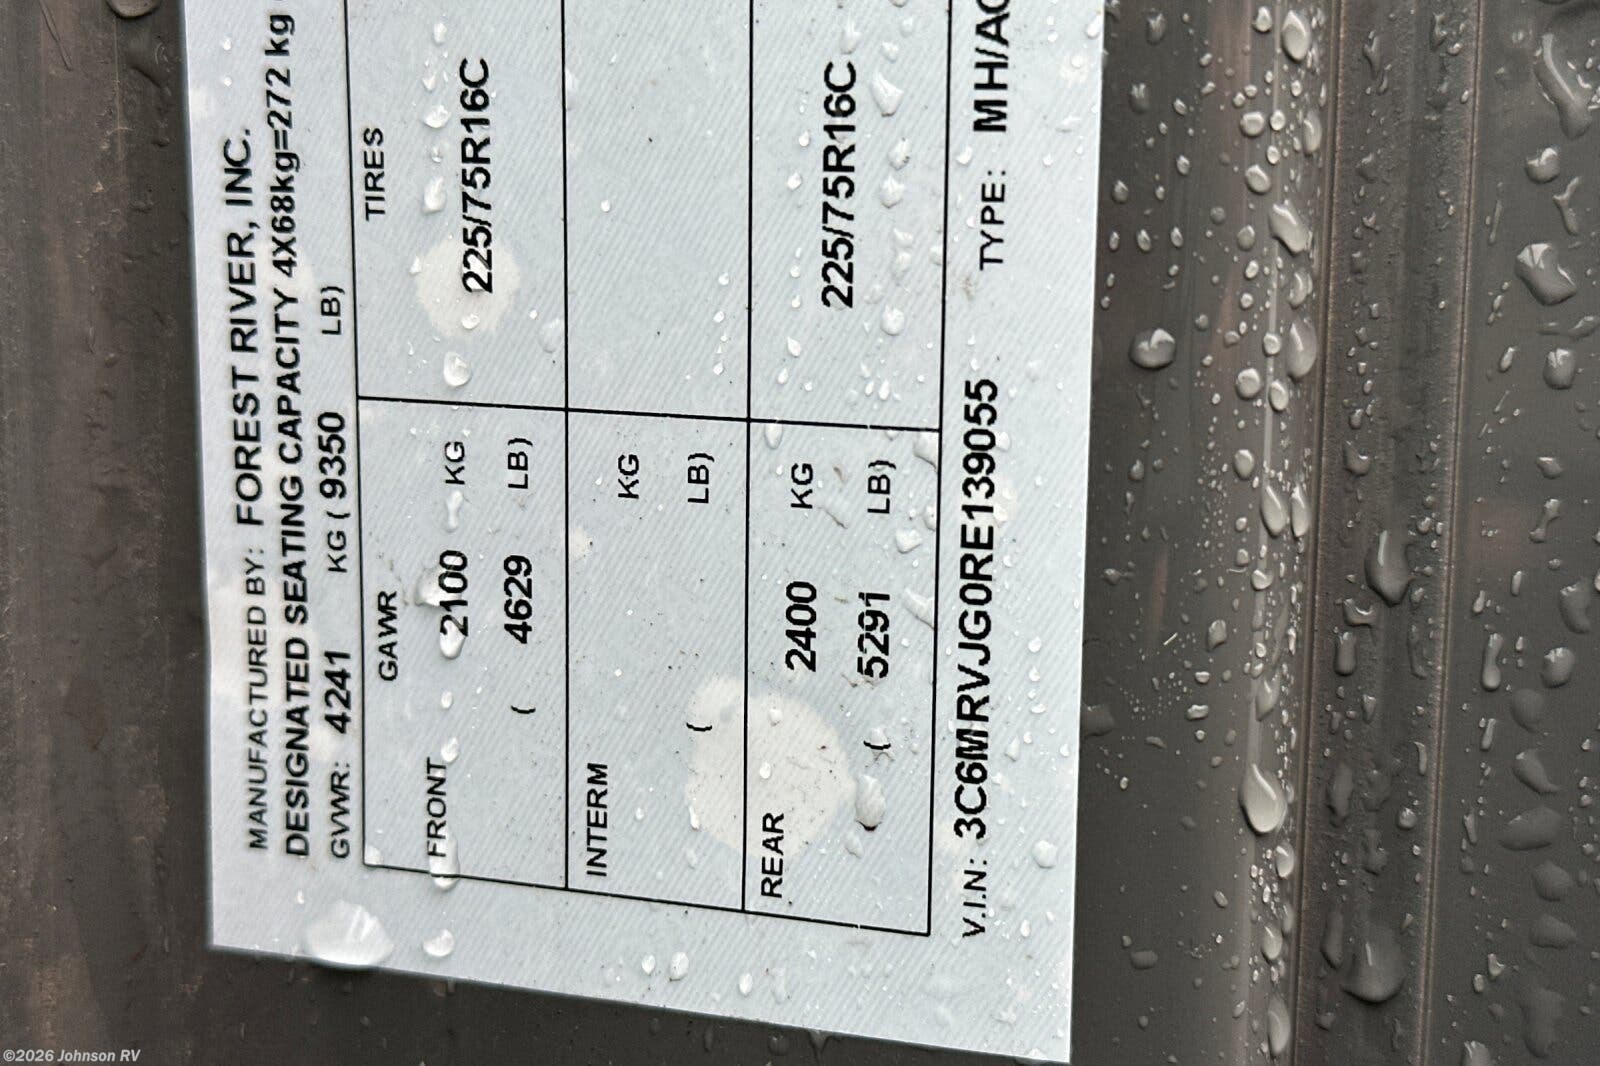 MANUFACTURED BY: FOREST RIVER, INC.
DESIGNATED SEATING CAPACITY 4X68kg=272 kg
GVWR: 4241 KG ( 9350 LB)
GAWR TIRES
FRONT 2100 KG 225/75R16C
( 4629 LB)
INTERM KG
( LB)
REAR 2400 KG 225/75R16C
( 5291 LB)
V.I.N: 3C6MRVJG0RE139055 TYPE: MH/AC
©2026 Johnson RV